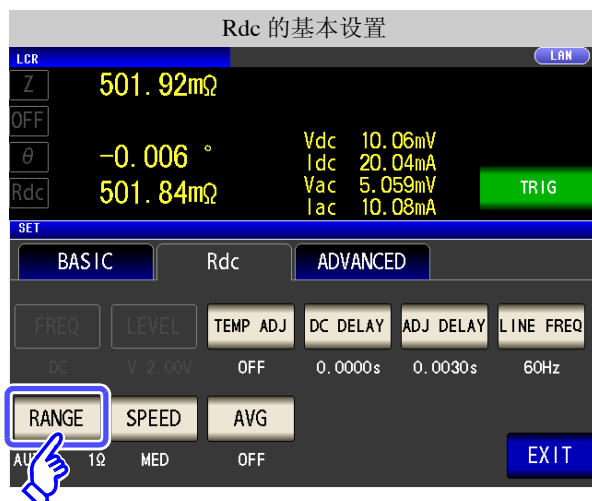 Rdc 的基本设置
LCR LAN
Z 501.92mΩ
OFF
θ -0.006 °
Rdc 501.84mΩ
Vdc 10.06mV
Idc 20.04mA
Vac 5.059mV
Iac 10.08mA
TRIG
SET
BASIC Rdc ADVANCED
FREQ LEVEL TEMP ADJ DC DELAY ADJ DELAY LINE FREQ
DC V 2.00V OFF 0.0000s 0.0030s 60Hz
RANGE SPEED AVG
1Ω MED OFF
EXIT